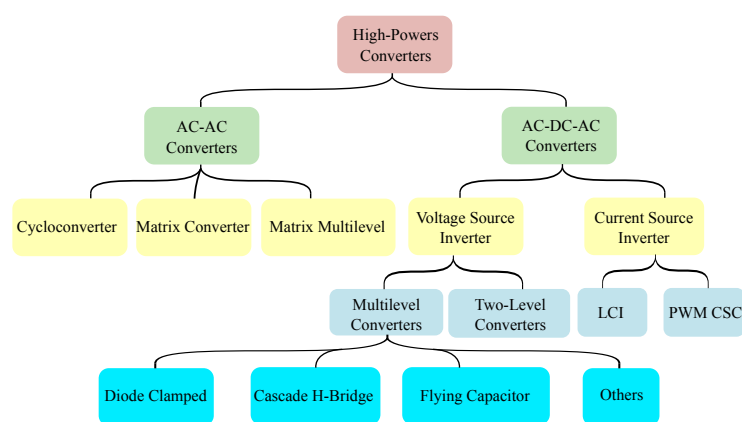 High-Powers
Converters
AC-AC
Converters
AC-DC-AC
Converters
Cycloconverter
Matrix Converter
Matrix Multilevel
Voltage Source
Inverter
Current Source
Inverter
Multilevel
Converters
Two-Level
Converters
LCI
PWM CSC
Diode Clamped
Cascade H-Bridge
Flying Capacitor
Others